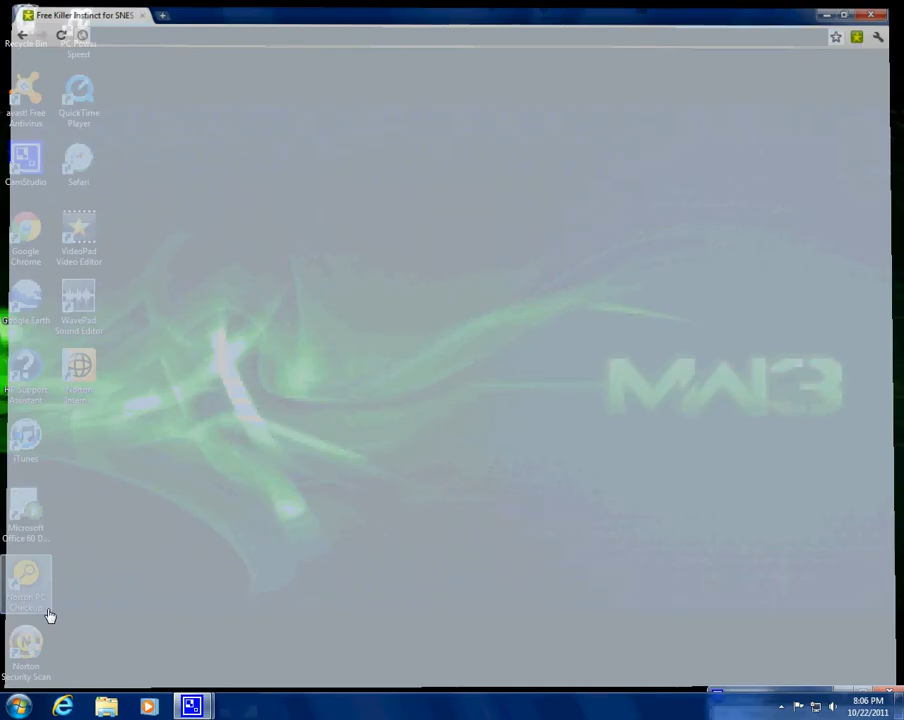 Free Killer Instinct for SNES
Recycle Bin
PC Power
Speed
avast! Free
Antivirus
QuickTime
Player
CamStudio
Safari
Google
Chrome
VideoPad
Video Editor
Google Earth
WavePad
Sound Editor
HP Support
Assistant
Norton
Intern...
iTunes
Microsoft
Office 60 D...
Norton PC
Checkup
Norton
Security Scan
MW3
8:06 PM
10/22/2011